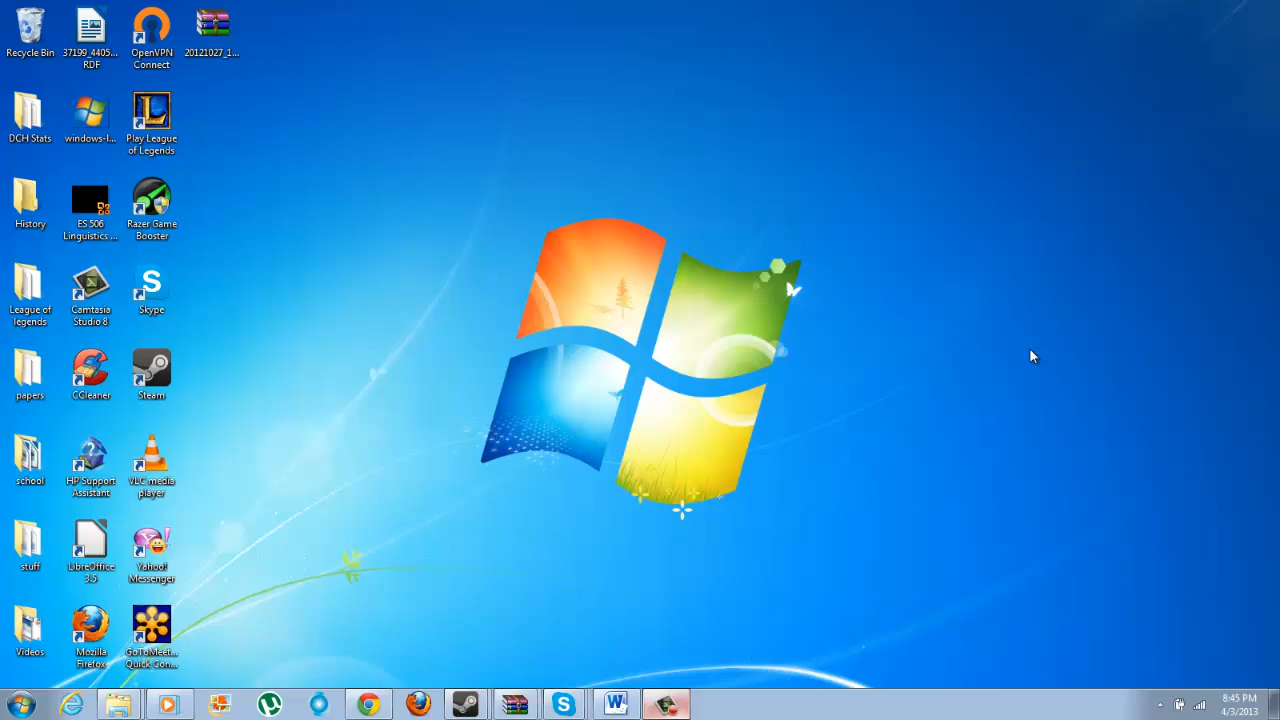 Recycle Bin
37199_4405...
RDF
OpenVPN
Connect
20121027_1...
DCH Stats
windows-l...
Play League
of Legends
History
ES 506
Linguistics ...
Razer Game
Booster
League of
legends
Camtasia
Studio 8
Skype
papers
CCleaner
Steam
school
HP Support
Assistant
VLC media
player
stuff
LibreOffice
3.5
Yahoo!
Messenger
Videos
Mozilla
Firefox
GoToMeet...
Quick Con...
8:45 PM
4/3/2013